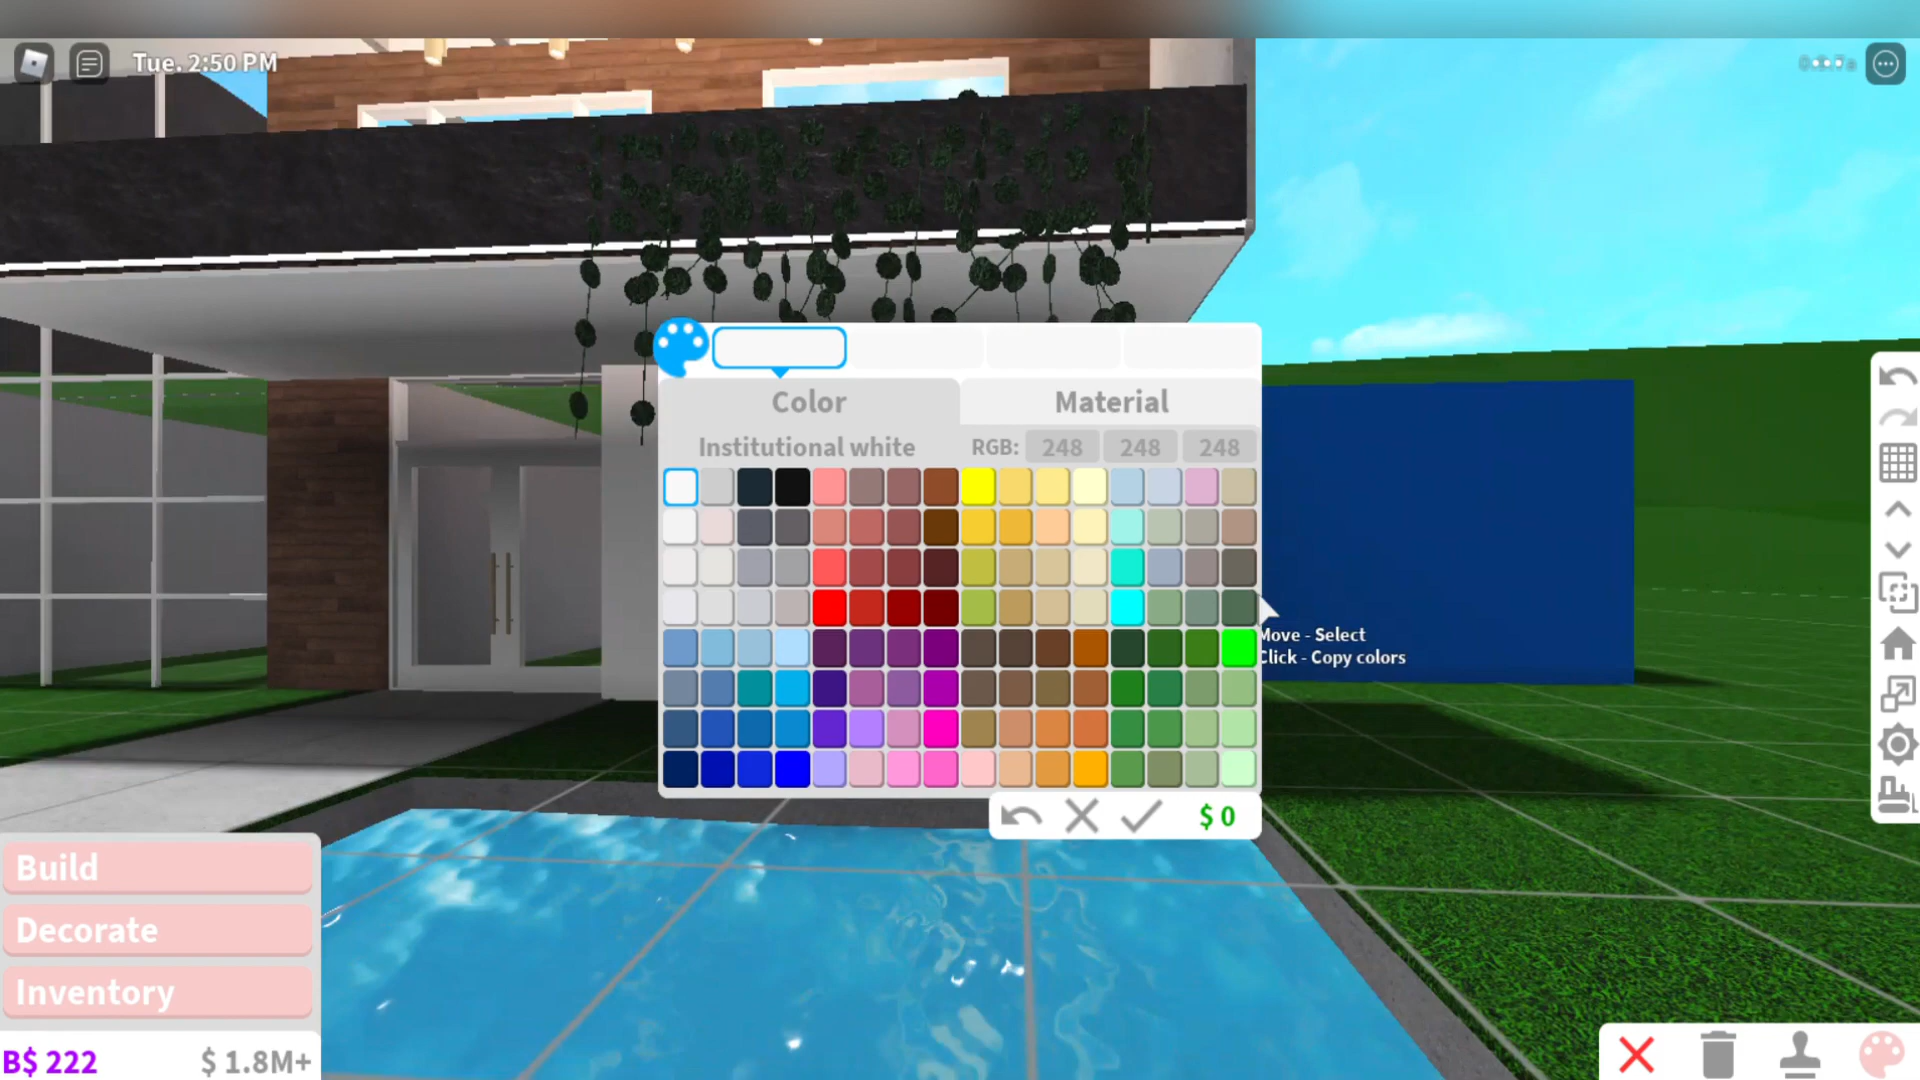 Tue. 2:50 PM
Color
Material
Institutional white
RGB: 248 248 248
Move - Select
Click - Copy colors
$ 0
Build
Decorate
Inventory
B$ 222
$ 1.8M+